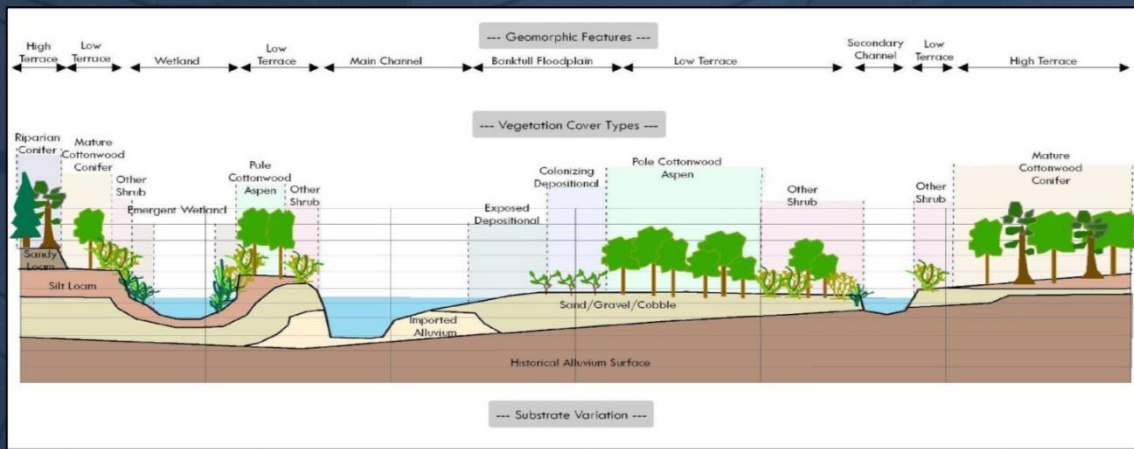 --- Geomorphic Features ---
High
Terrace
Low
Terrace
Wetland
Low
Terrace
Main Channel
Bankfull Floodplain
Low Terrace
Secondary
Channel
Low
Terrace
High Terrace
--- Vegetation Cover Types ---
Riparian
Conifer
Mature
Cottonwood
Conifer
Other
Shrub
Emergent Wetland
Pole
Cottonwood
Aspen
Other
Shrub
Exposed
Depositional
Colonizing
Depositional
Pole Cottonwood
Aspen
Other
Shrub
Other
Shrub
Mature
Cottonwood
Conifer
Sandy
Loam
Silt Loam
Sand/Gravel/Cobble
Imported
Alluvium
Historical Alluvium Surface
--- Substrate Variation ---